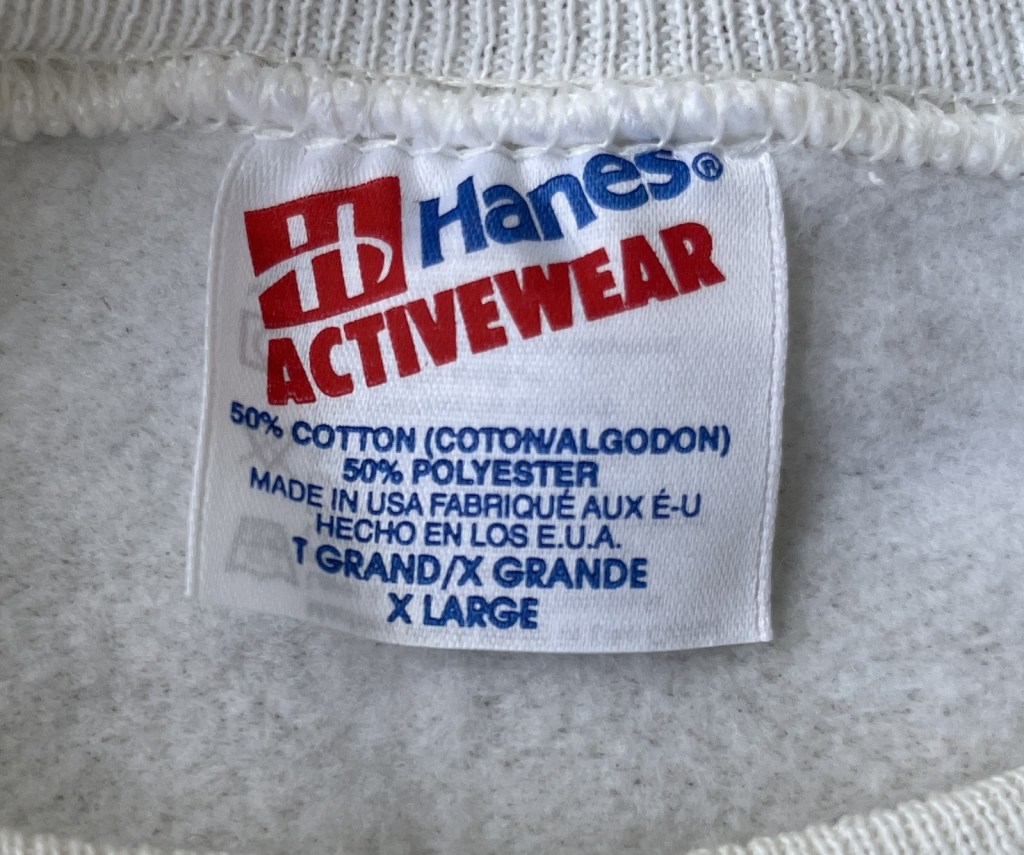 H Hanes®
ACTIVEWEAR
50% COTTON (COTON/ALGODON)
50% POLYESTER
MADE IN USA FABRIQUÉ AUX É-U
HECHO EN LOS E.U.A.
T GRAND/X GRANDE
X LARGE